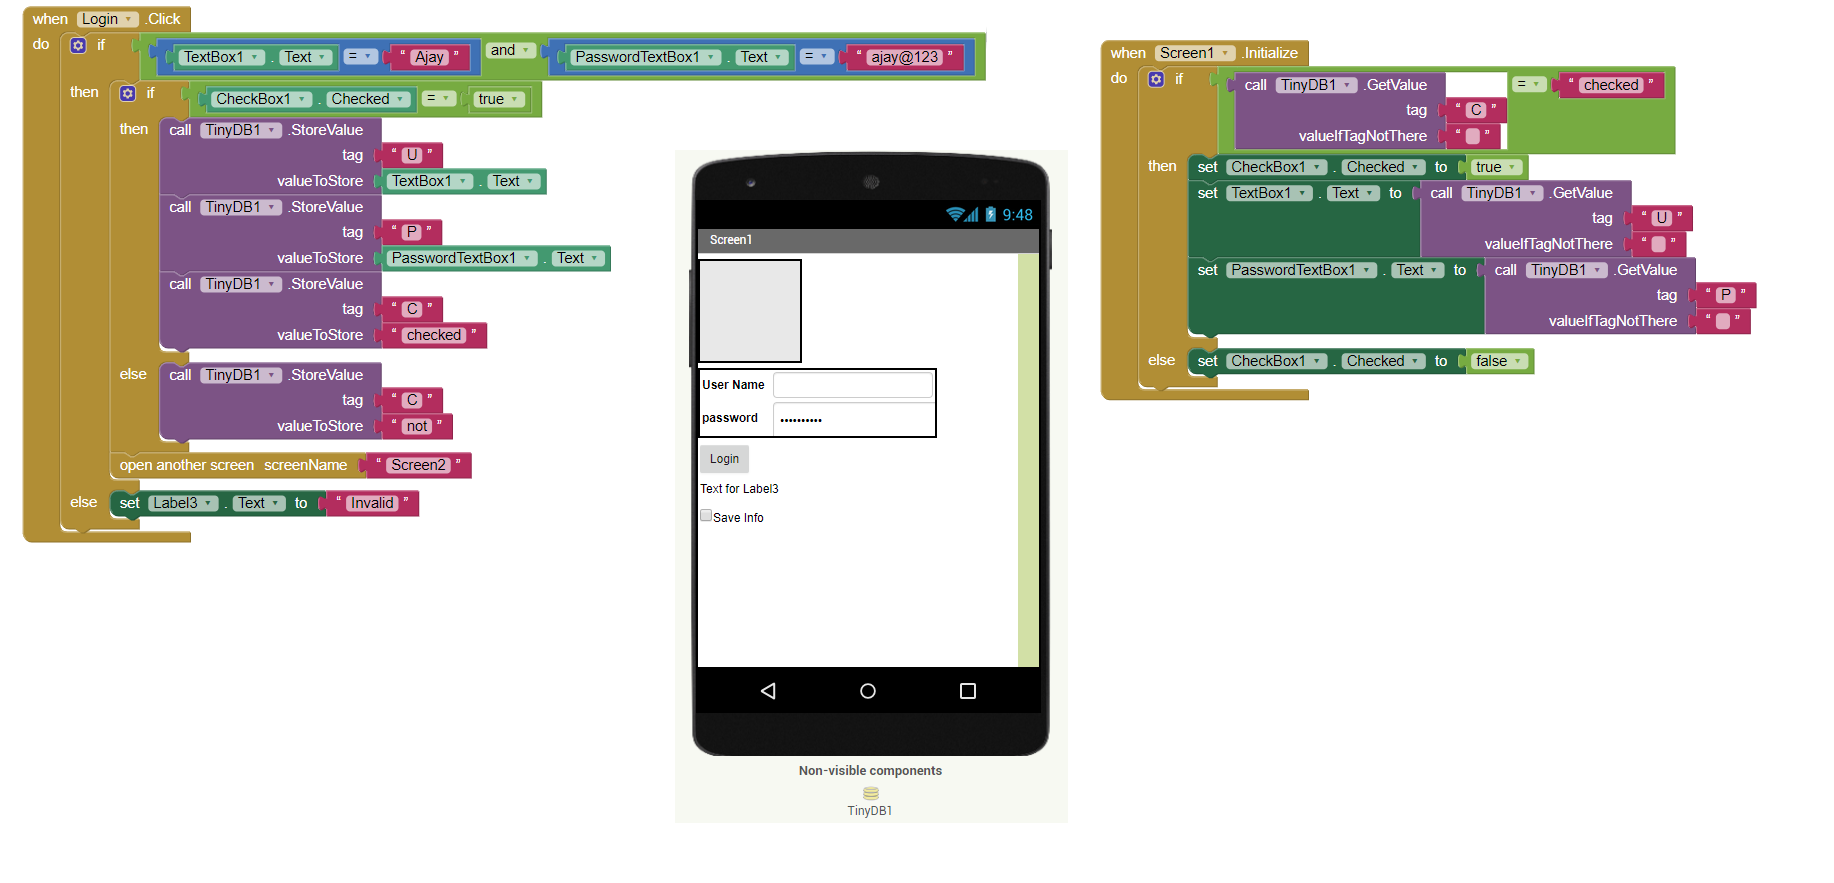 when Login .Click
do if TextBox1 . Text = “ Ajay ” and PasswordTextBox1 . Text = “ ajay@123 ”
then if CheckBox1 . Checked = true
then call TinyDB1 .StoreValue
tag “ U ”
valueToStore TextBox1 . Text
call TinyDB1 .StoreValue
tag “ P ”
valueToStore PasswordTextBox1 . Text
call TinyDB1 .StoreValue
tag “ C ”
valueToStore “ checked ”
else call TinyDB1 .StoreValue
tag “ C ”
valueToStore “ not ”
open another screen screenName “ Screen2 ”
else set Label3 . Text to “ Invalid ”
9:48
Screen1
User Name
password ••••••••••
Login
Text for Label3
Save Info
Non-visible components
TinyDB1
when Screen1 .Initialize
do if call TinyDB1 .GetValue = “ checked ”
tag “ C ”
valueIfTagNotThere “ ”
then set CheckBox1 . Checked to true
set TextBox1 . Text to call TinyDB1 .GetValue
tag “ U ”
valueIfTagNotThere “ ”
set PasswordTextBox1 . Text to call TinyDB1 .GetValue
tag “ P ”
valueIfTagNotThere “ ”
else set CheckBox1 . Checked to false